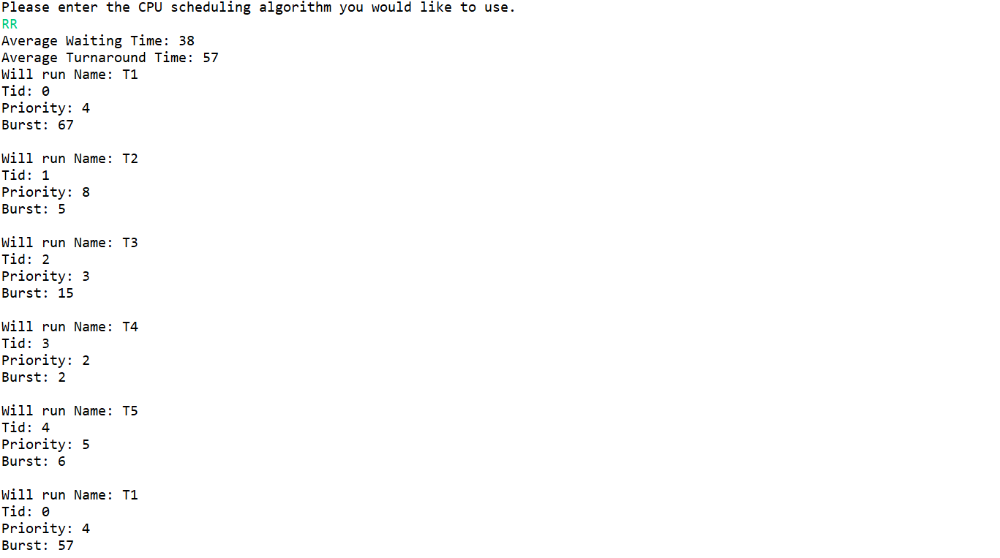 Please enter the CPU scheduling algorithm you would like to use.
RR
Average Waiting Time: 38
Average Turnaround Time: 57
Will run Name: T1
Tid: 0
Priority: 4
Burst: 67
Will run Name: T2
Tid: 1
Priority: 8
Burst: 5
Will run Name: T3
Tid: 2
Priority: 3
Burst: 15
Will run Name: T4
Tid: 3
Priority: 2
Burst: 2
Will run Name: T5
Tid: 4
Priority: 5
Burst: 6
Will run Name: T1
Tid: 0
Priority: 4
Burst: 57